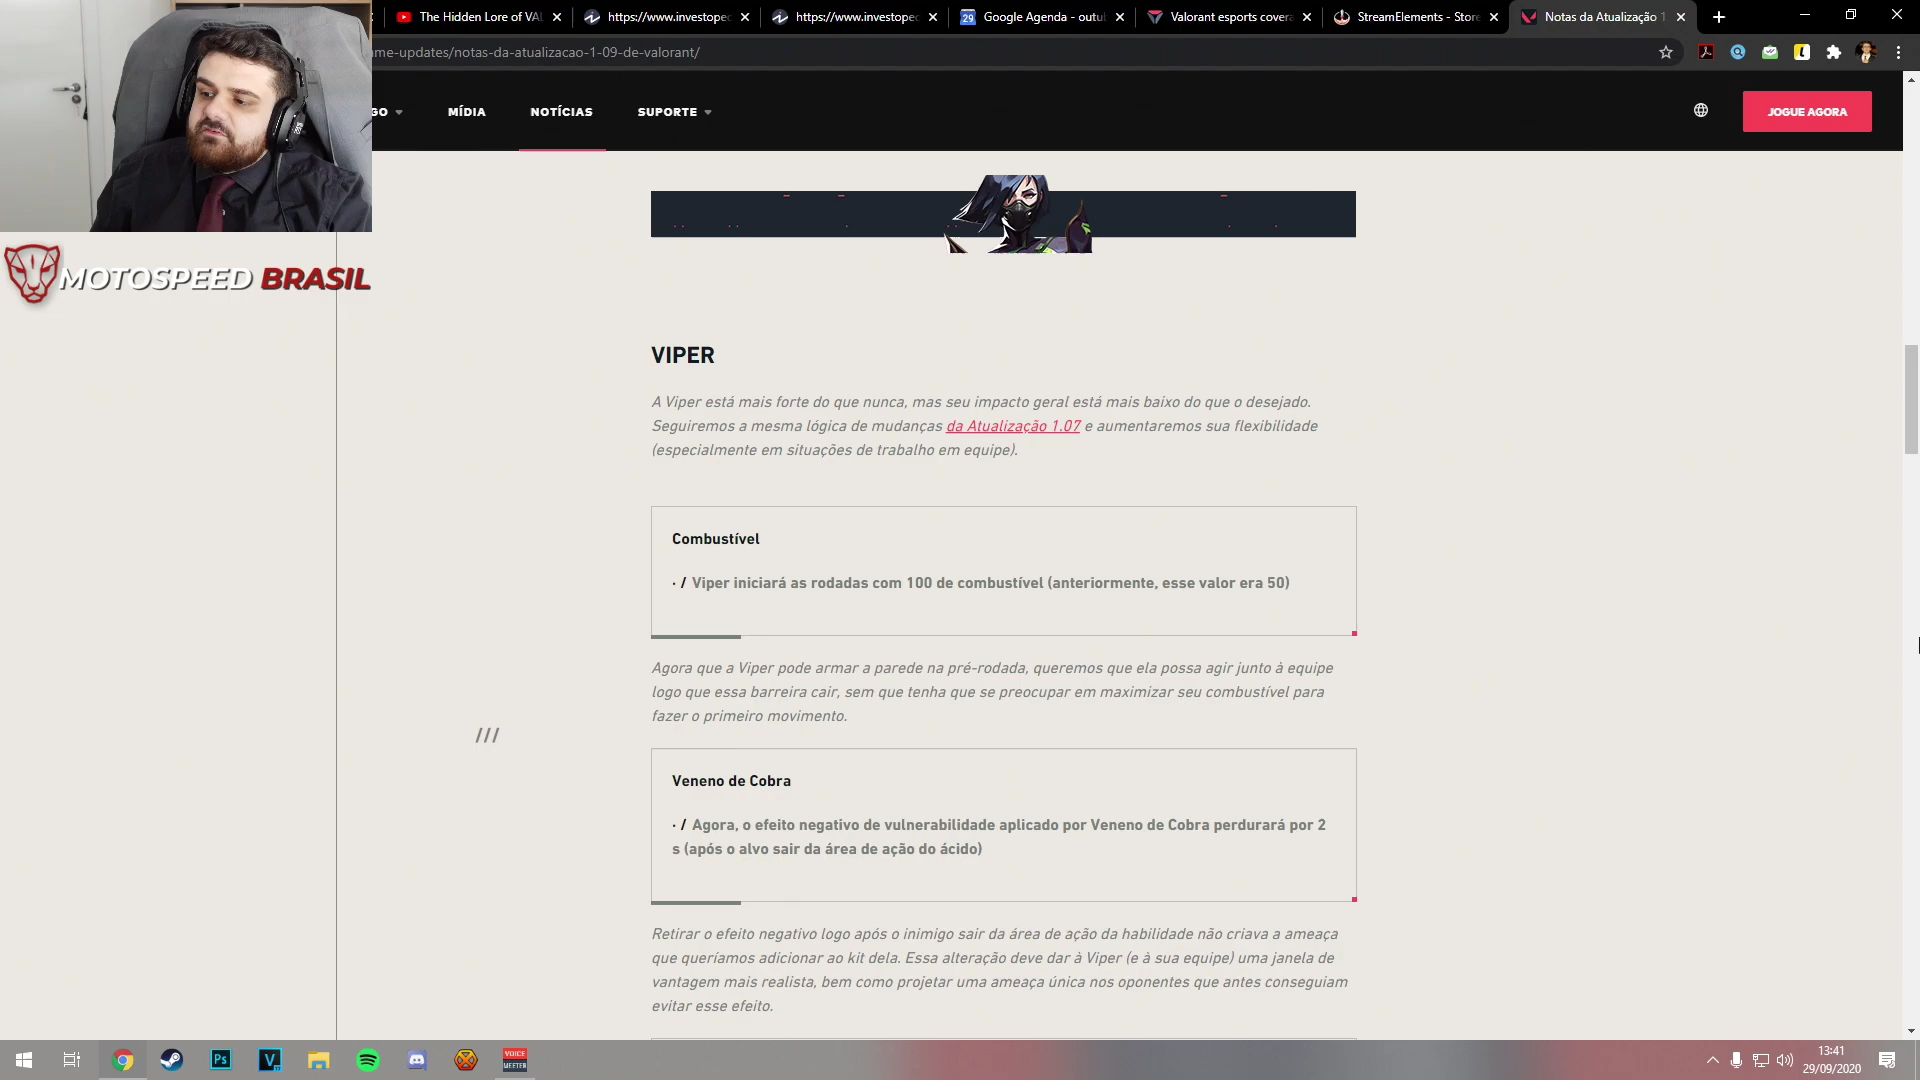 The Hidden Lore of VAL
https://www.investoped
https://www.investoped
29
Google Agenda - outub
Valorant esports covera
StreamElements - Store
Notas da Atualização 1
ame-updates/notas-da-atualizacao-1-09-de-valorant/
GO
MÍDIA
NOTÍCIAS
SUPORTE
JOGUE AGORA
MOTOSPEED BRASIL
VIPER
A Viper está mais forte do que nunca, mas seu impacto geral está mais baixo do que o desejado.
Seguiremos a mesma lógica de mudanças da Atualização 1.07 e aumentaremos sua flexibilidade
(especialmente em situações de trabalho em equipe).
Combustível
· / Viper iniciará as rodadas com 100 de combustível (anteriormente, esse valor era 50)
Agora que a Viper pode armar a parede na pré-rodada, queremos que ela possa agir junto à equipe
logo que essa barreira cair, sem que tenha que se preocupar em maximizar seu combustível para
fazer o primeiro movimento.
///
Veneno de Cobra
· / Agora, o efeito negativo de vulnerabilidade aplicado por Veneno de Cobra perdurará por 2
s (após o alvo sair da área de ação do ácido)
Retirar o efeito negativo logo após o inimigo sair da área de ação da habilidade não criava a ameaça
que queríamos adicionar ao kit dela. Essa alteração deve dar à Viper (e à sua equipe) uma janela de
vantagem mais realista, bem como projetar uma ameaça única nos oponentes que antes conseguiam
evitar esse efeito.
Ps
V
VOICE
MEETER
13:41
29/09/2020